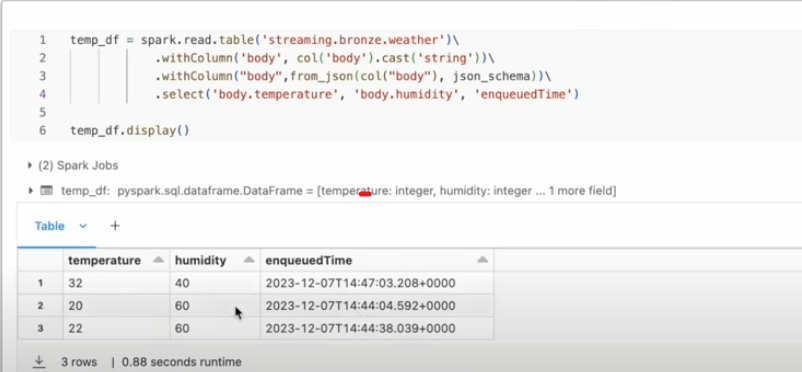 1 temp_df = spark.read.table('streaming.bronze.weather')\
2 .withColumn('body', col('body').cast('string'))\
3 .withColumn("body",from_json(col("body"), json_schema))\
4 .select('body.temperature', 'body.humidity', 'enqueuedTime')
5
6 temp_df.display()
(2) Spark Jobs
temp_df: pyspark.sql.dataframe.DataFrame = [temperature: integer, humidity: integer ... 1 more field]
Table +
temperature humidity enqueuedTime
1 32 40 2023-12-07T14:47:03.208+0000
2 20 60 2023-12-07T14:44:04.592+0000
3 22 60 2023-12-07T14:44:38.039+0000
3 rows | 0.88 seconds runtime